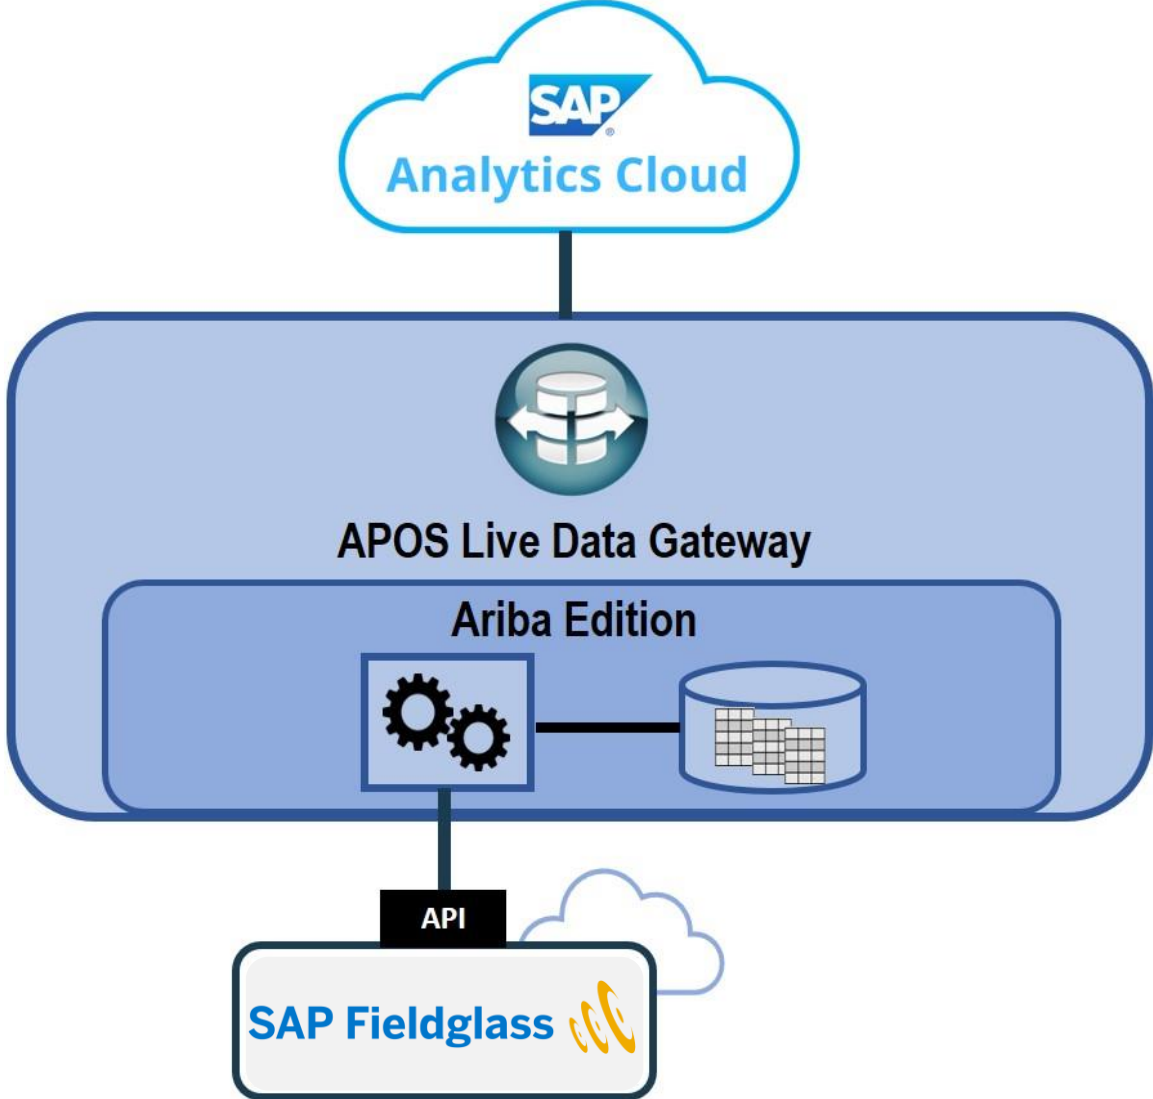 SAP
®
Analytics Cloud
APOS Live Data Gateway
Ariba Edition
API
SAP Fieldglass